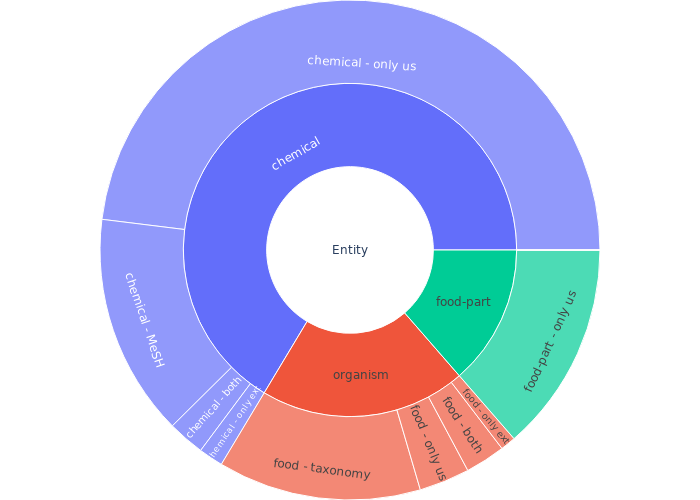 chemical - only us
chemical
Entity
food-part
food-part - only us
chemical - MeSH
chemical - both
chemical - only ext
organism
food - taxonomy
food - only us
food - both
food - only ext